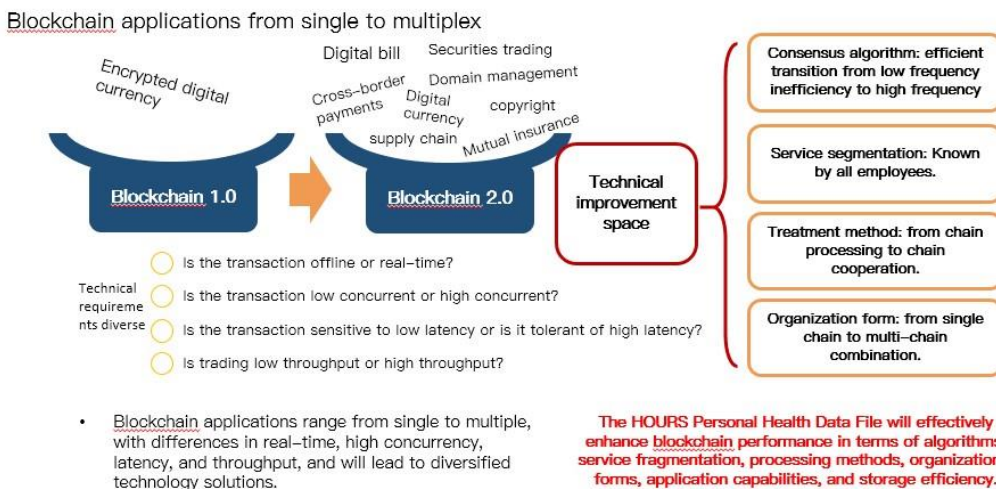 Blockchain applications from single to multiplex
Encrypted digital
currency
Digital bill
Securities trading
Cross-border
payments
Domain management
Digital
currency
copyright
supply chain
Mutual insurance
Blockchain 1.0
Blockchain 2.0
Technical
improvement
space
Consensus algorithm: efficient
transition from low frequency
inefficiency to high frequency
Service segmentation: Known
by all employees.
Treatment method: from chain
processing to chain
cooperation.
Organization form: from single
chain to multi-chain
combination.
Technical
requireme
nts diverse
Is the transaction offline or real-time?
Is the transaction low concurrent or high concurrent?
Is the transaction sensitive to low latency or is it tolerant of high latency?
Is trading low throughput or high throughput?
• Blockchain applications range from single to multiple,
with differences in real-time, high concurrency,
latency, and throughput, and will lead to diversified
technology solutions.
The HOURS Personal Health Data File will effectively
enhance blockchain performance in terms of algorithms
service fragmentation, processing methods, organization
forms, application capabilities, and storage efficiency.